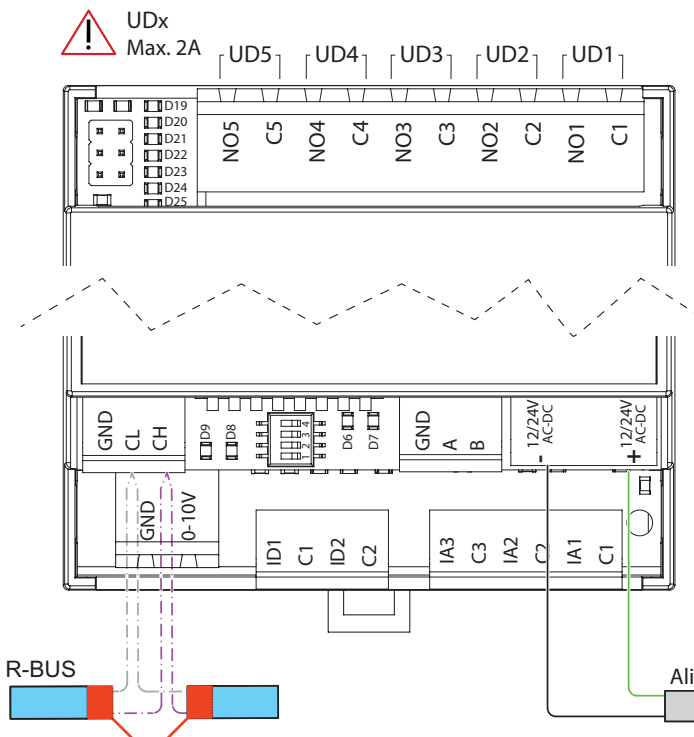 UDx
Max. 2A
UD5 UD4 UD3 UD2 UD1
NO5 C5 NO4 C4 NO3 C3 NO2 C2 NO1 C1
D19
D20
D21
D22
D23
D24
D25
GND CL CH
D9 D8
1 2 3 4
D6 D7
GND A B
12/24V AC-DC -
12/24V AC-DC +
GND 0-10V
ID1 C1 ID2 C2
IA3 C3 IA2 C2 IA1 C1
R-BUS
Ali